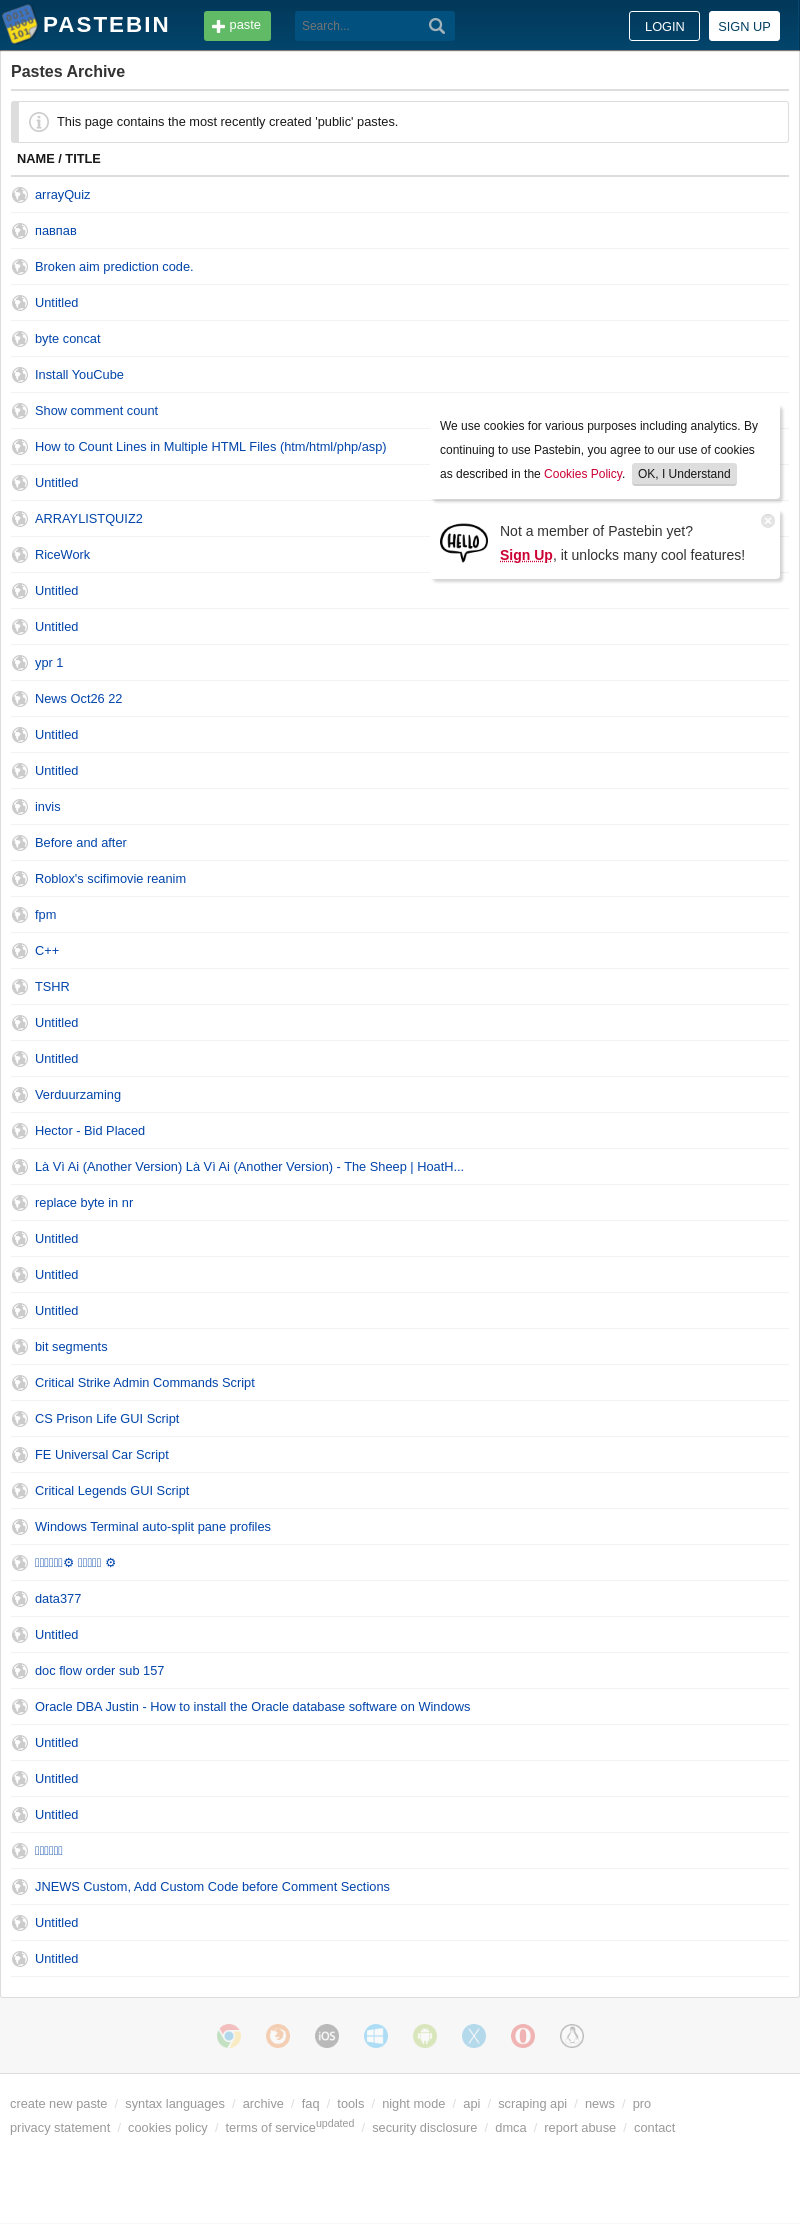 PASTEBIN
paste
Search...
LOGIN
SIGN UP
Pastes Archive
This page contains the most recently created 'public' pastes.
NAME / TITLE
arrayQuiz
павпав
Broken aim prediction code.
Untitled
byte concat
Install YouCube
Show comment count
How to Count Lines in Multiple HTML Files (htm/html/php/asp)
Untitled
ARRAYLISTQUIZ2
RiceWork
We use cookies for various purposes including analytics. By
continuing to use Pastebin, you agree to our use of cookies
as described in the Cookies Policy. OK, I Understand
HELLO
Not a member of Pastebin yet?
Sign Up, it unlocks many cool features!
Untitled
Untitled
ypr 1
News Oct26 22
Untitled
Untitled
invis
Before and after
Roblox's scifimovie reanim
fpm
C++
TSHR
Untitled
Untitled
Verduurzaming
Hector - Bid Placed
Là Vì Ai (Another Version) Là Vì Ai (Another Version) - The Sheep | HoatH...
replace byte in nr
Untitled
Untitled
Untitled
bit segments
Critical Strike Admin Commands Script
CS Prison Life GUI Script
FE Universal Car Script
Critical Legends GUI Script
Windows Terminal auto-split pane profiles
data377
Untitled
doc flow order sub 157
Oracle DBA Justin - How to install the Oracle database software on Windows
Untitled
Untitled
Untitled
JNEWS Custom, Add Custom Code before Comment Sections
Untitled
Untitled
iOS
create new paste / syntax languages / archive / faq / tools / night mode / api / scraping api / news / pro
privacy statement / cookies policy / terms of service updated / security disclosure / dmca / report abuse / contact